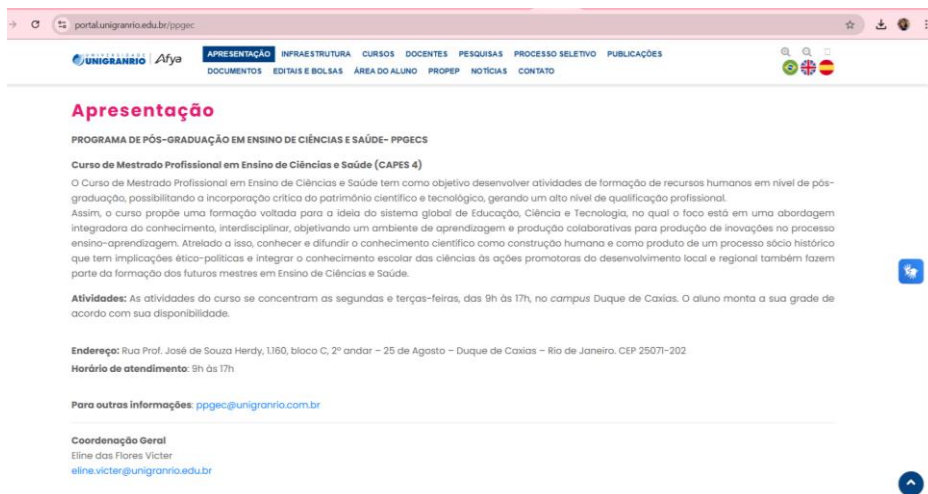 portal.unigranrio.edu.br/ppgec
UNIVERSIDADE
UNIGRANRIO Afya
APRESENTAÇÃO INFRAESTRUTURA CURSOS DOCENTES PESQUISAS PROCESSO SELETIVO PUBLICAÇÕES
DOCUMENTOS EDITAIS E BOLSAS ÁREA DO ALUNO PROPEP NOTÍCIAS CONTATO
Apresentação
PROGRAMA DE PÓS-GRADUAÇÃO EM ENSINO DE CIÊNCIAS E SAÚDE- PPGECS
Curso de Mestrado Profissional em Ensino de Ciências e Saúde (CAPES 4)
O Curso de Mestrado Profissional em Ensino de Ciências e Saúde tem como objetivo desenvolver atividades de formação de recursos humanos em nível de pós-
graduação, possibilitando a incorporação crítica do patrimônio científico e tecnológico, gerando um alto nível de qualificação profissional.
Assim, o curso propõe uma formação voltada para a ideia do sistema global de Educação, Ciência e Tecnologia, no qual o foco está em uma abordagem
integradora do conhecimento, interdisciplinar, objetivando um ambiente de aprendizagem e produção colaborativas para produção de inovações no processo
ensino-aprendizagem. Atrelado a isso, conhecer e difundir o conhecimento científico como construção humana e como produto de um processo sócio histórico
que tem implicações ético-políticas e integrar o conhecimento escolar das ciências às ações promotoras do desenvolvimento local e regional também fazem
parte da formação dos futuros mestres em Ensino de Ciências e Saúde.
Atividades: As atividades do curso se concentram as segundas e terças-feiras, das 9h às 17h, no campus Duque de Caxias. O aluno monta a sua grade de
acordo com sua disponibilidade.
Endereço: Rua Prof. José de Souza Herdy, 1.160, bloco C, 2º andar – 25 de Agosto – Duque de Caxias – Rio de Janeiro. CEP 25071-202
Horário de atendimento: 9h às 17h
Para outras informações: ppgec@unigranrio.com.br
Coordenação Geral
Eline das Flores Victer
eline.victer@unigranrio.edu.br